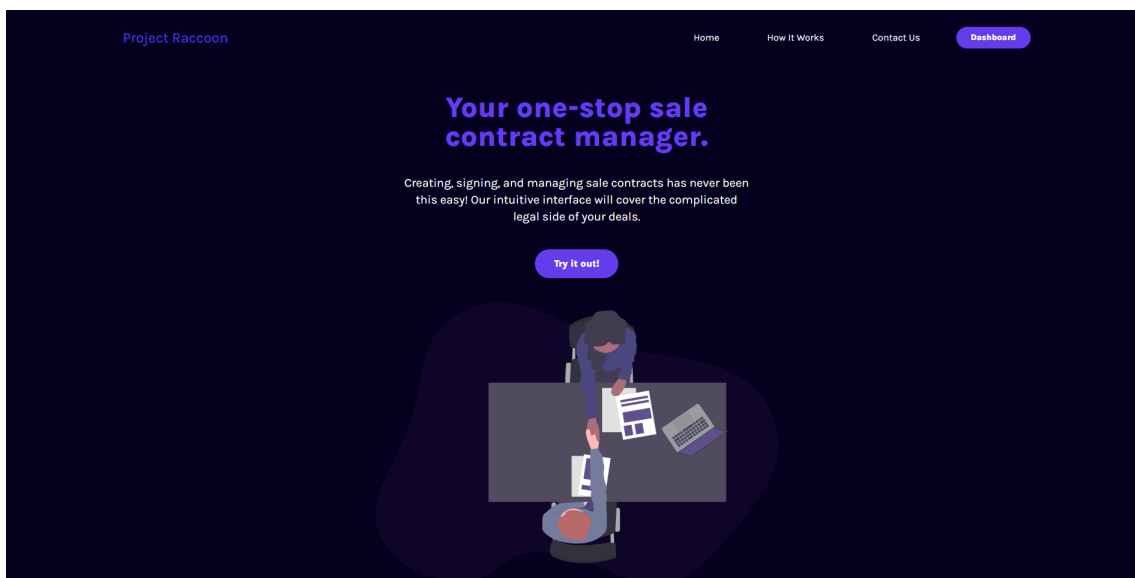 Project Raccoon
Home
How It Works
Contact Us
Dashboard
Your one-stop sale
contract manager.
Creating, signing, and managing sale contracts has never been
this easy! Our intuitive interface will cover the complicated
legal side of your deals.
Try it out!